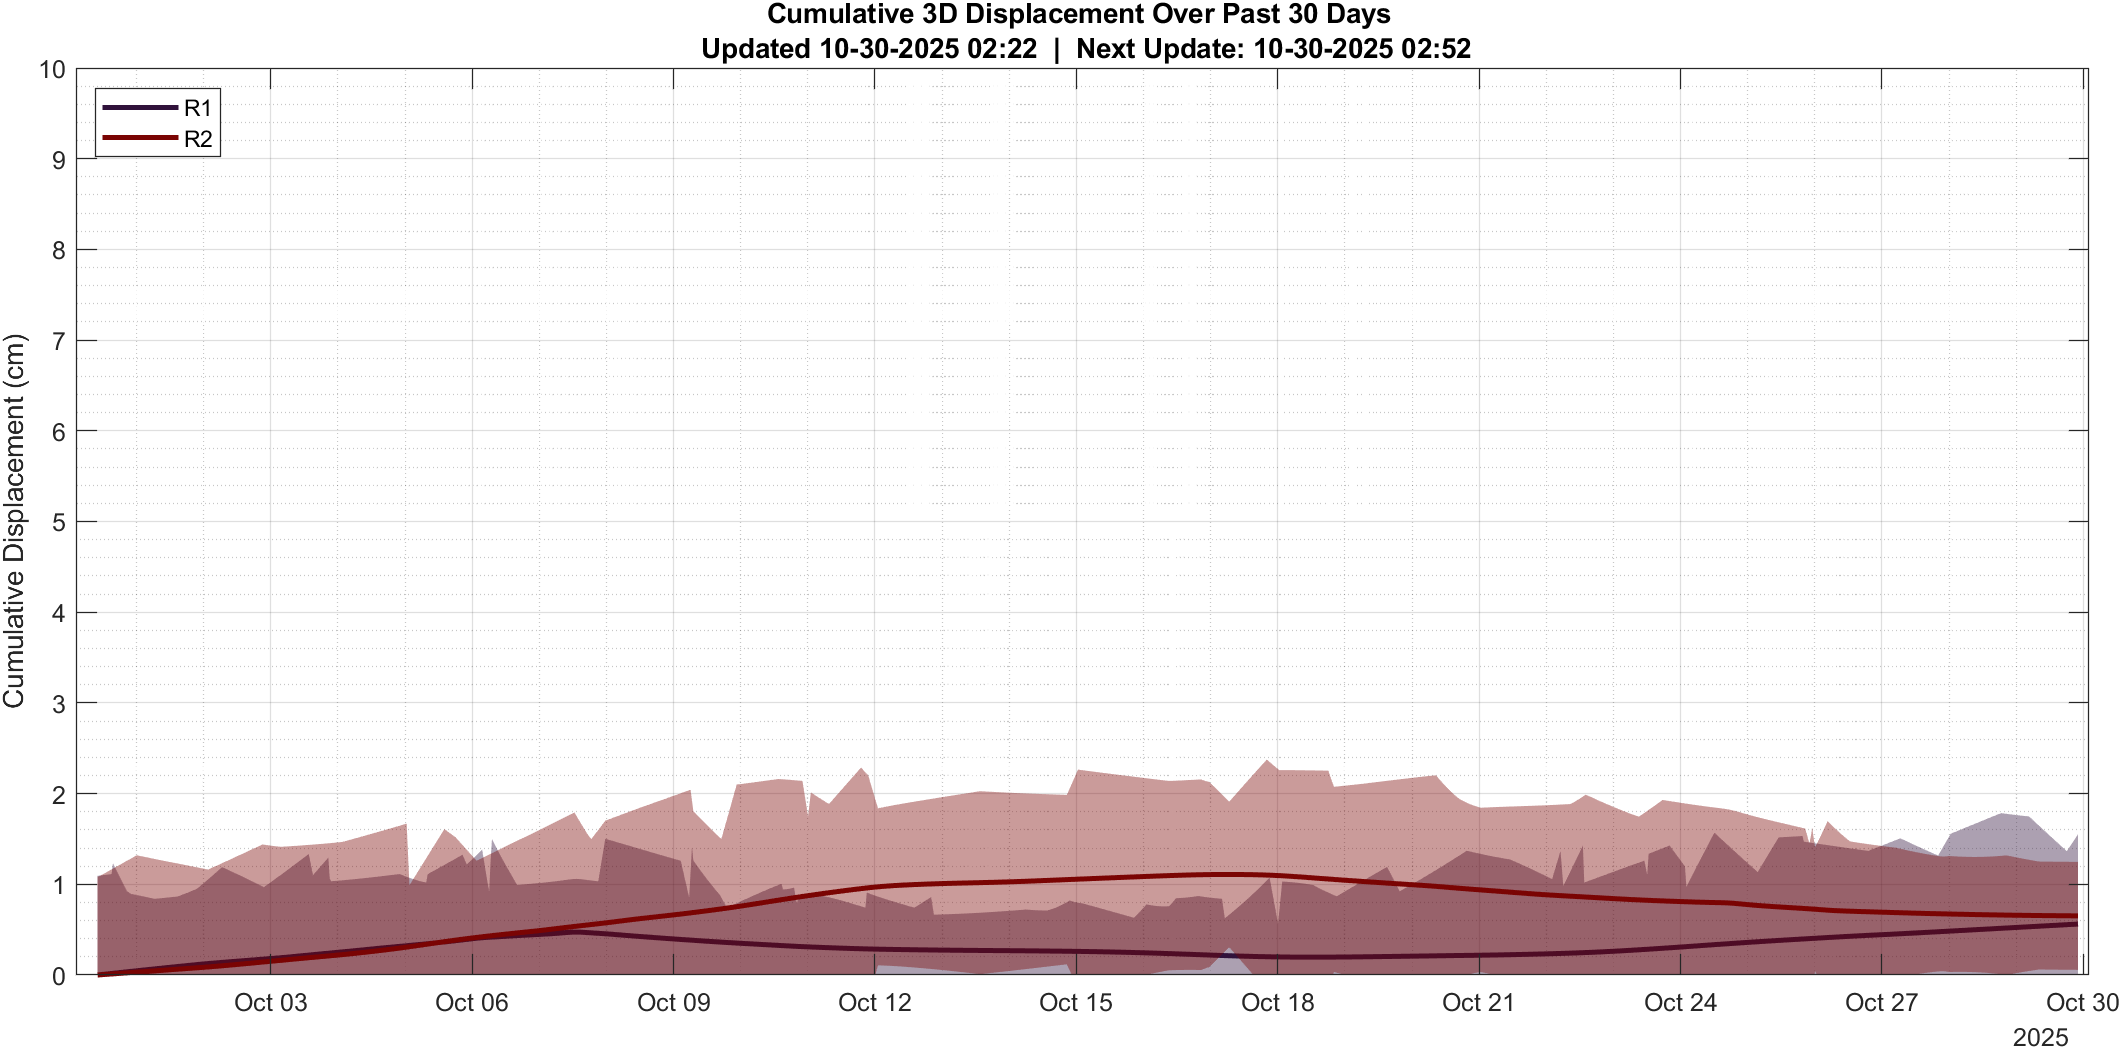 Cumulative 3D Displacement Over Past 30 Days
Updated 10-30-2025 02:22 | Next Update: 10-30-2025 02:52
R1
R2
Cumulative Displacement (cm)
10
9
8
7
6
5
4
3
2
1
0
Oct 03 Oct 06 Oct 09 Oct 12 Oct 15 Oct 18 Oct 21 Oct 24 Oct 27 Oct 30
2025